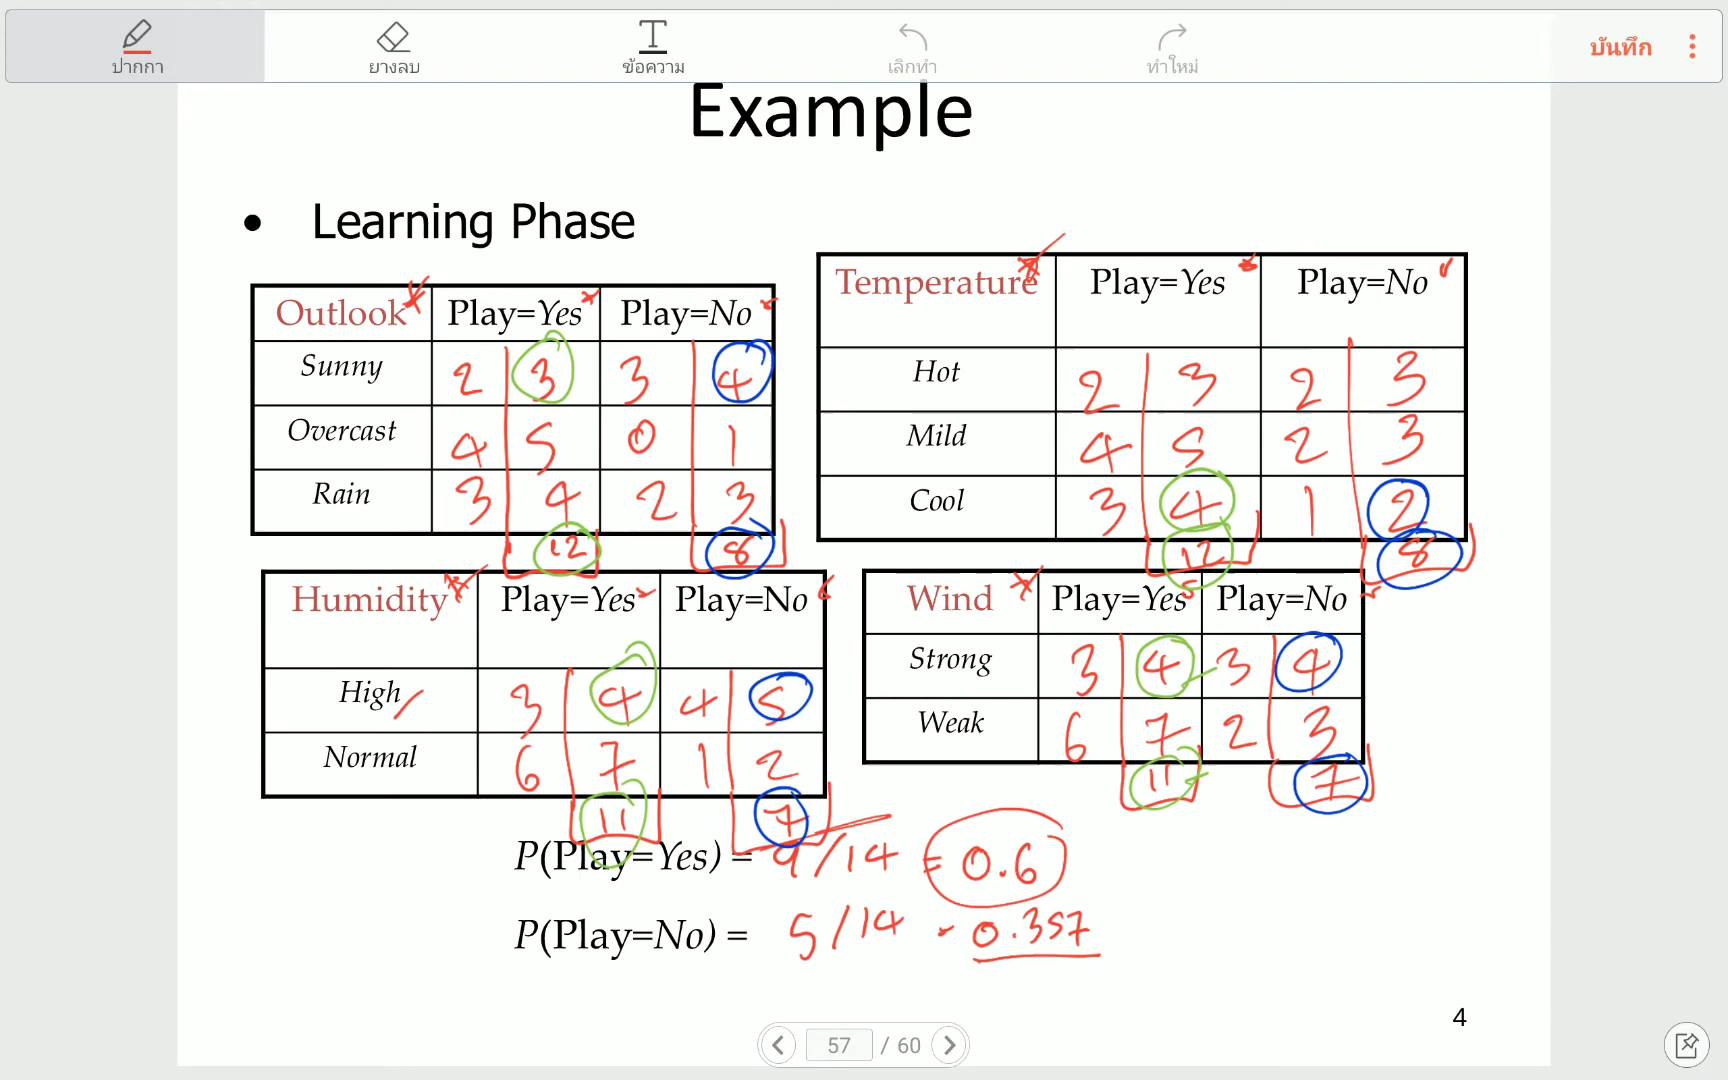 ปากกา ยางลบ ข้อความ เลิกทำ ทำใหม่ บันทึก
Example
• Learning Phase
Outlook Play=Yes Play=No
Sunny 2 3 3 4
Overcast 4 5 0 1
Rain 3 4 2 3
12 8
Temperature Play=Yes Play=No
Hot 2 3 2 3
Mild 4 5 2 3
Cool 3 4 1 2
12 8
Humidity Play=Yes Play=No
High 3 4 4 5
Normal 6 7 1 2
11 7
Wind Play=Yes Play=No
Strong 3 4 3 4
Weak 6 7 2 3
11 7
P(Play=Yes) = 9/14 = 0.6
P(Play=No) = 5/14 - 0.357
4
57 / 60